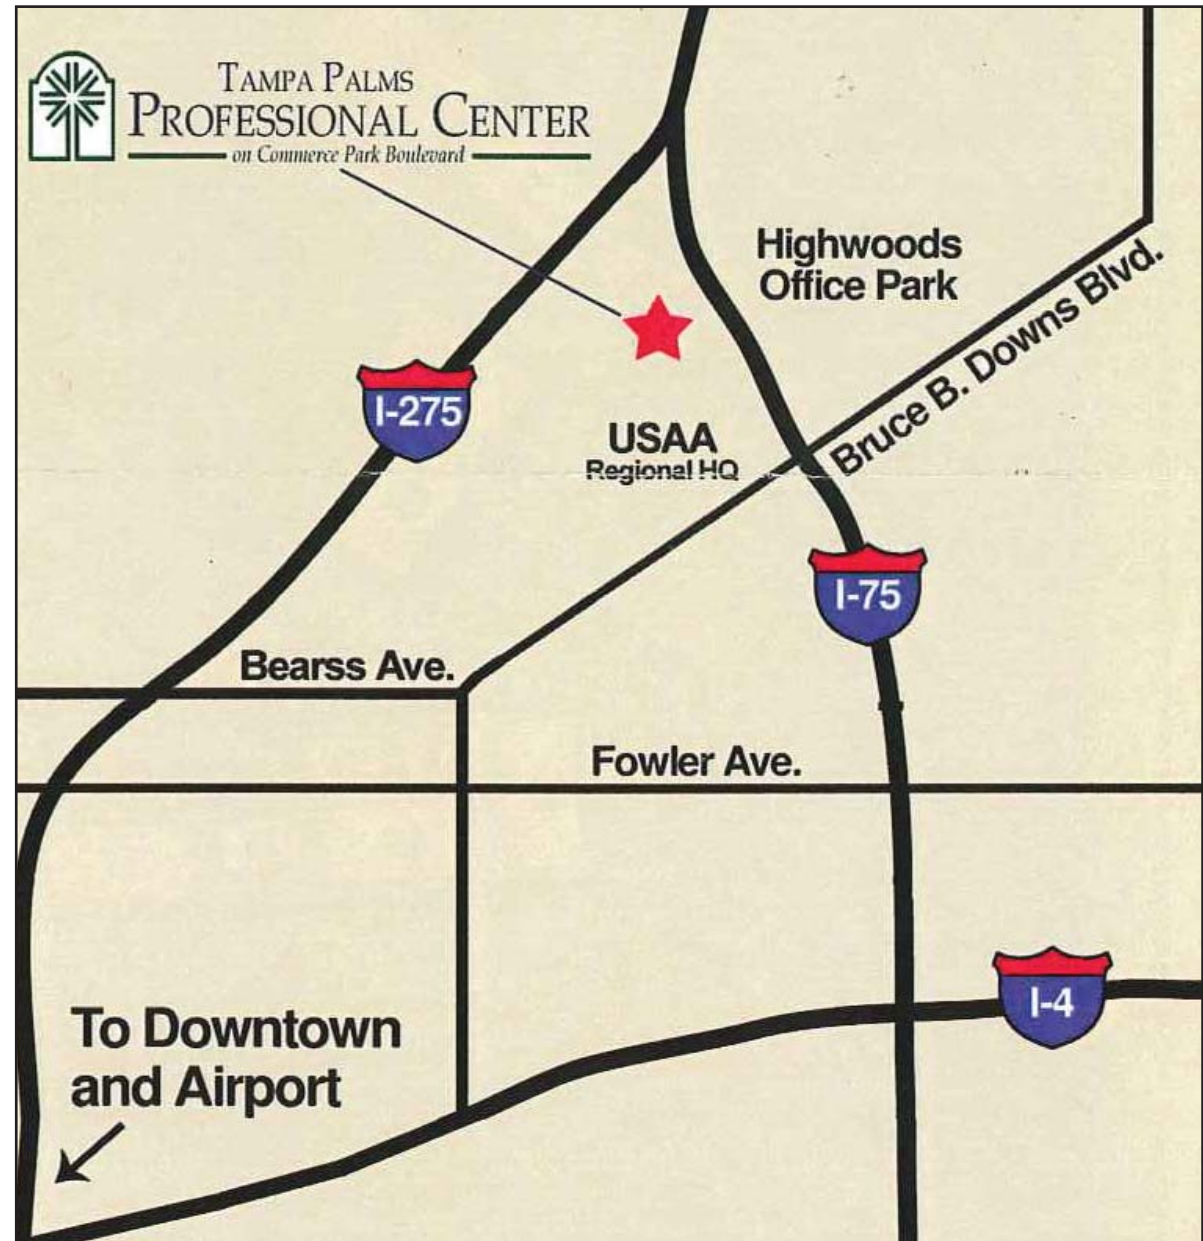 TAMPA PALMS
PROFESSIONAL CENTER
on Commerce Park Boulevard
Highwoods
Office Park
Bruce B. Downs Blvd.
I-275
USAA
Regional HQ
I-75
Bearss Ave.
Fowler Ave.
I-4
To Downtown
and Airport